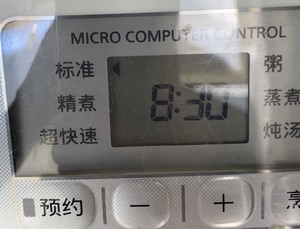 MICRO COMPUTER CONTROL
标准 粥
精煮 8:30 蒸煮
超快速 炖汤
预约 − + 烹